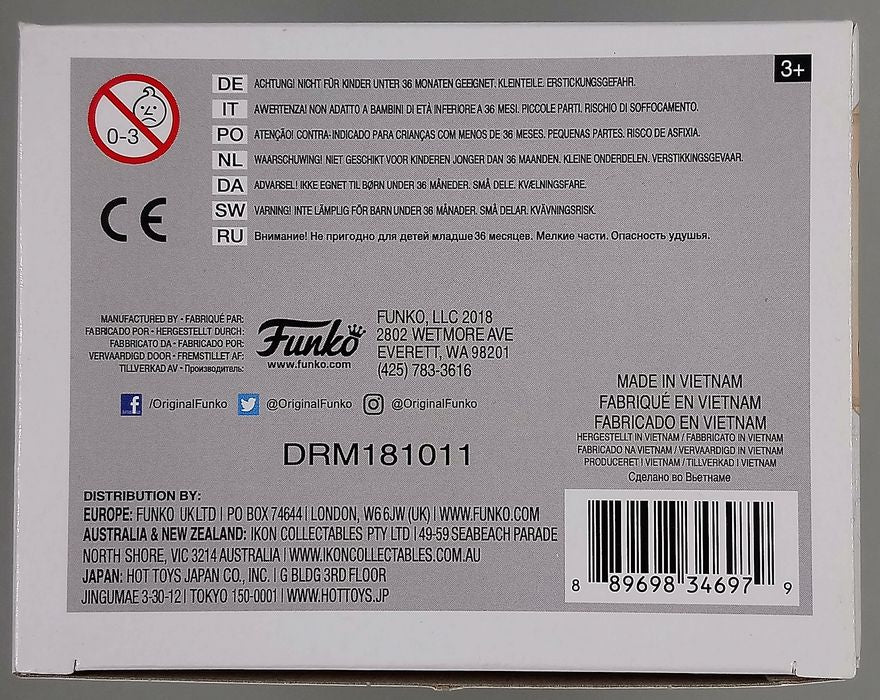 3+
0-3
DE ACHTUNG! NICHT FÜR KINDER UNTER 36 MONATEN GEEIGNET. KLEINTEILE. ERSTICKUNGSGEFAHR.
IT AWERTENZA! NON ADATTO A BAMBINI DI ETÀ INFERIORE A 36 MESI. PICCOLE PARTI. RISCHIO DI SOFFOCAMENTO.
PO ATENÇÃO! CONTRA-INDICADO PARA CRIANÇAS COM MENOS DE 36 MESES. PEQUENAS PARTES. RISCO DE ASFIXIA.
NL WAARSCHUWING! NIET GESCHIKT VOOR KINDEREN JONGER DAN 36 MAANDEN. KLEINE ONDERDELEN. VERSTIKKINGSGEVAAR.
DA ADVARSEL! IKKE EGNET TIL BØRN UNDER 36 MÅNEDER. SMÅ DELE. KVÆLNINGSFARE.
SW VARNING! INTE LÄMPLIG FÖR BARN UNDER 36 MÅNADER. SMÅ DELAR. KVÄVNINGSRISK.
RU Внимание! Не пригодно для детей младше 36 месяцев. Мелкие части. Опасность удушья.
CE
MANUFACTURED BY - FABRIQUÉ PAR:
FABRICADO POR - HERGESTELLT DURCH:
FABBRICATO DA - FABRICADO POR:
VERVAARDIGD DOOR - FREMSTILLET AF:
TILLVERKAD AV - Производитель:
Funko
www.funko.com
FUNKO, LLC 2018
2802 WETMORE AVE
EVERETT, WA 98201
(425) 783-3616
/OriginalFunko @OriginalFunko @OriginalFunko
DRM181011
MADE IN VIETNAM
FABRIQUÉ EN VIETNAM
FABRICADO EN VIETNAM
HERGESTELLT IN VIETNAM / FABBRICATO IN VIETNAM
FABRICADO NA VIETNAM / VERVAARDIGD IN VIETNAM
PRODUCERET I VIETNAM / TILLVERKAD I VIETNAM
Сделано во Вьетнаме
DISTRIBUTION BY:
EUROPE: FUNKO UK LTD | PO BOX 74644 | LONDON, W6 6JW (UK) | WWW.FUNKO.COM
AUSTRALIA & NEW ZEALAND: IKON COLLECTABLES PTY LTD | 49-59 SEABEACH PARADE
NORTH SHORE, VIC 3214 AUSTRALIA | WWW.IKONCOLLECTABLES.COM.AU
JAPAN: HOT TOYS JAPAN CO., INC. | G BLDG 3RD FLOOR
JINGUMAE 3-30-12 | TOKYO 150-0001 | WWW.HOTTOYS.JP
8 89698 34697 9